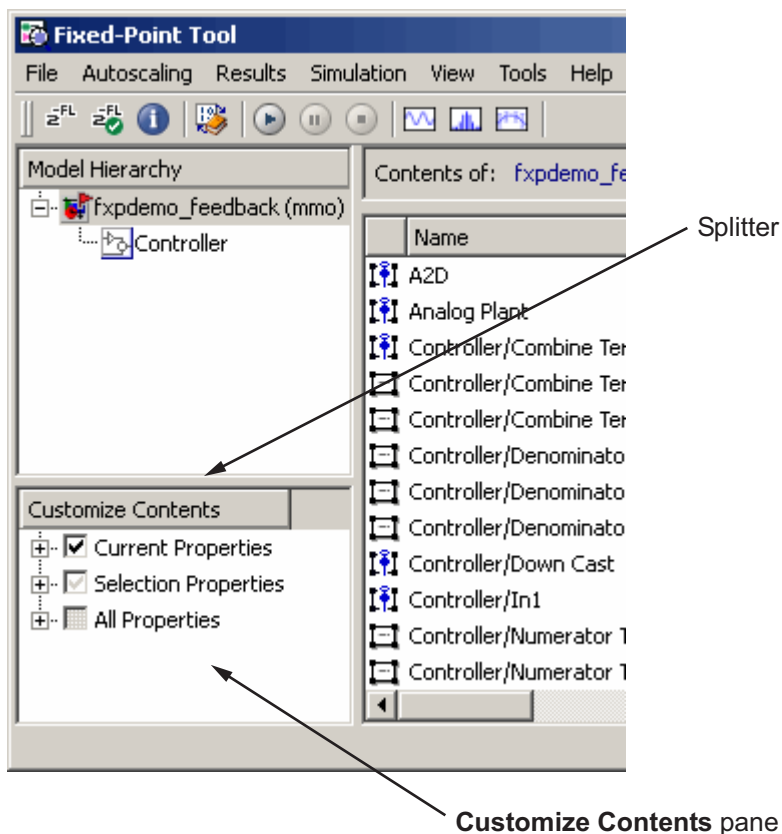 Fixed-Point Tool
File Autoscaling Results Simulation View Tools Help
Model Hierarchy
Contents of: fxpdemo_fe
fxpdemo_feedback (mmo)
Controller
Name
Splitter
A2D
Analog Plant
Controller/Combine Ter
Controller/Combine Ter
Controller/Combine Ter
Controller/Denominato
Controller/Denominato
Controller/Denominato
Controller/Down Cast
Controller/In1
Controller/Numerator T
Controller/Numerator T
Customize Contents
Current Properties
Selection Properties
All Properties
Customize Contents pane